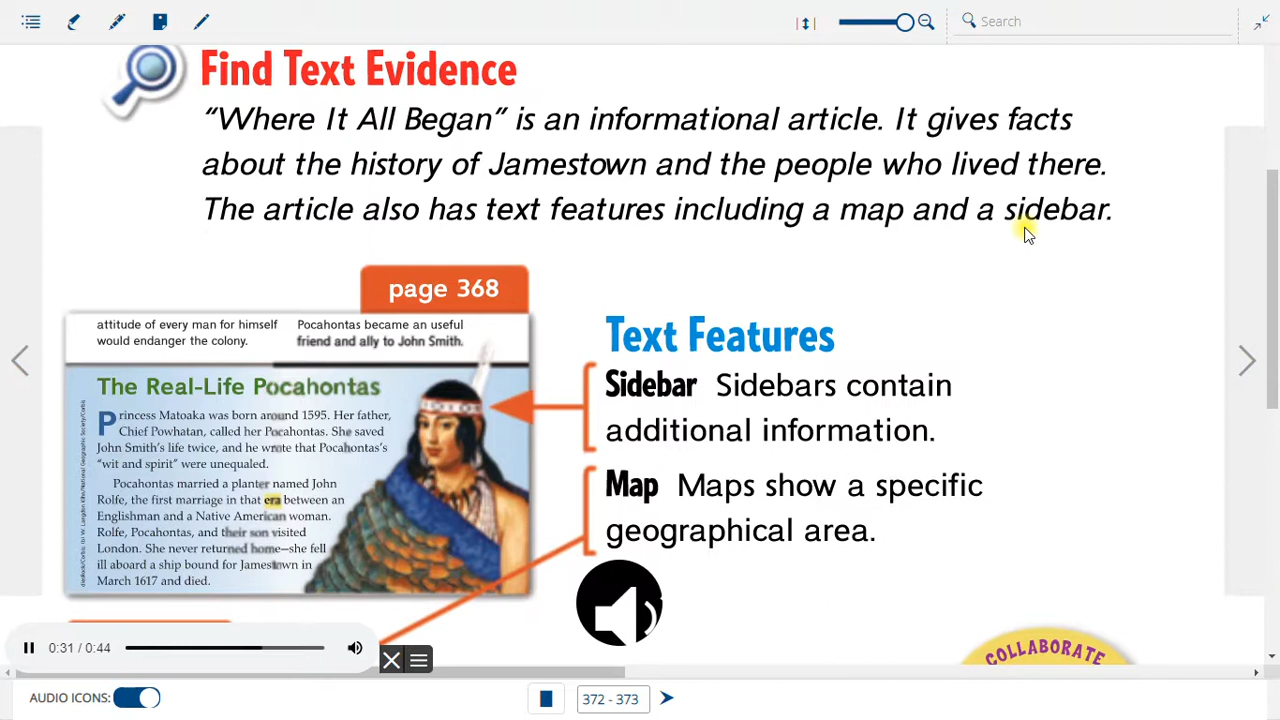 Search
Find Text Evidence
"Where It All Began" is an informational article. It gives facts
about the history of Jamestown and the people who lived there.
The article also has text features including a map and a sidebar.
page 368
attitude of every man for himself
would endanger the colony.
Pocahontas became an useful
friend and ally to John Smith.
The Real-Life Pocahontas
Princess Matoaka was born around 1595. Her father,
Chief Powhatan, called her Pocahontas. She saved
John Smith's life twice, and he wrote that Pocahontas's
"wit and spirit" were unequaled.
Pocahontas married a planter named John
Rolfe, the first marriage in that era between an
Englishman and a Native American woman.
Rolfe, Pocahontas, and their son visited
London. She never returned home—she fell
ill aboard a ship bound for Jamestown in
March 1617 and died.
Text Features
Sidebar Sidebars contain
additional information.
Map Maps show a specific
geographical area.
COLLABORATE
0:31 / 0:44
AUDIO ICONS:
372 - 373